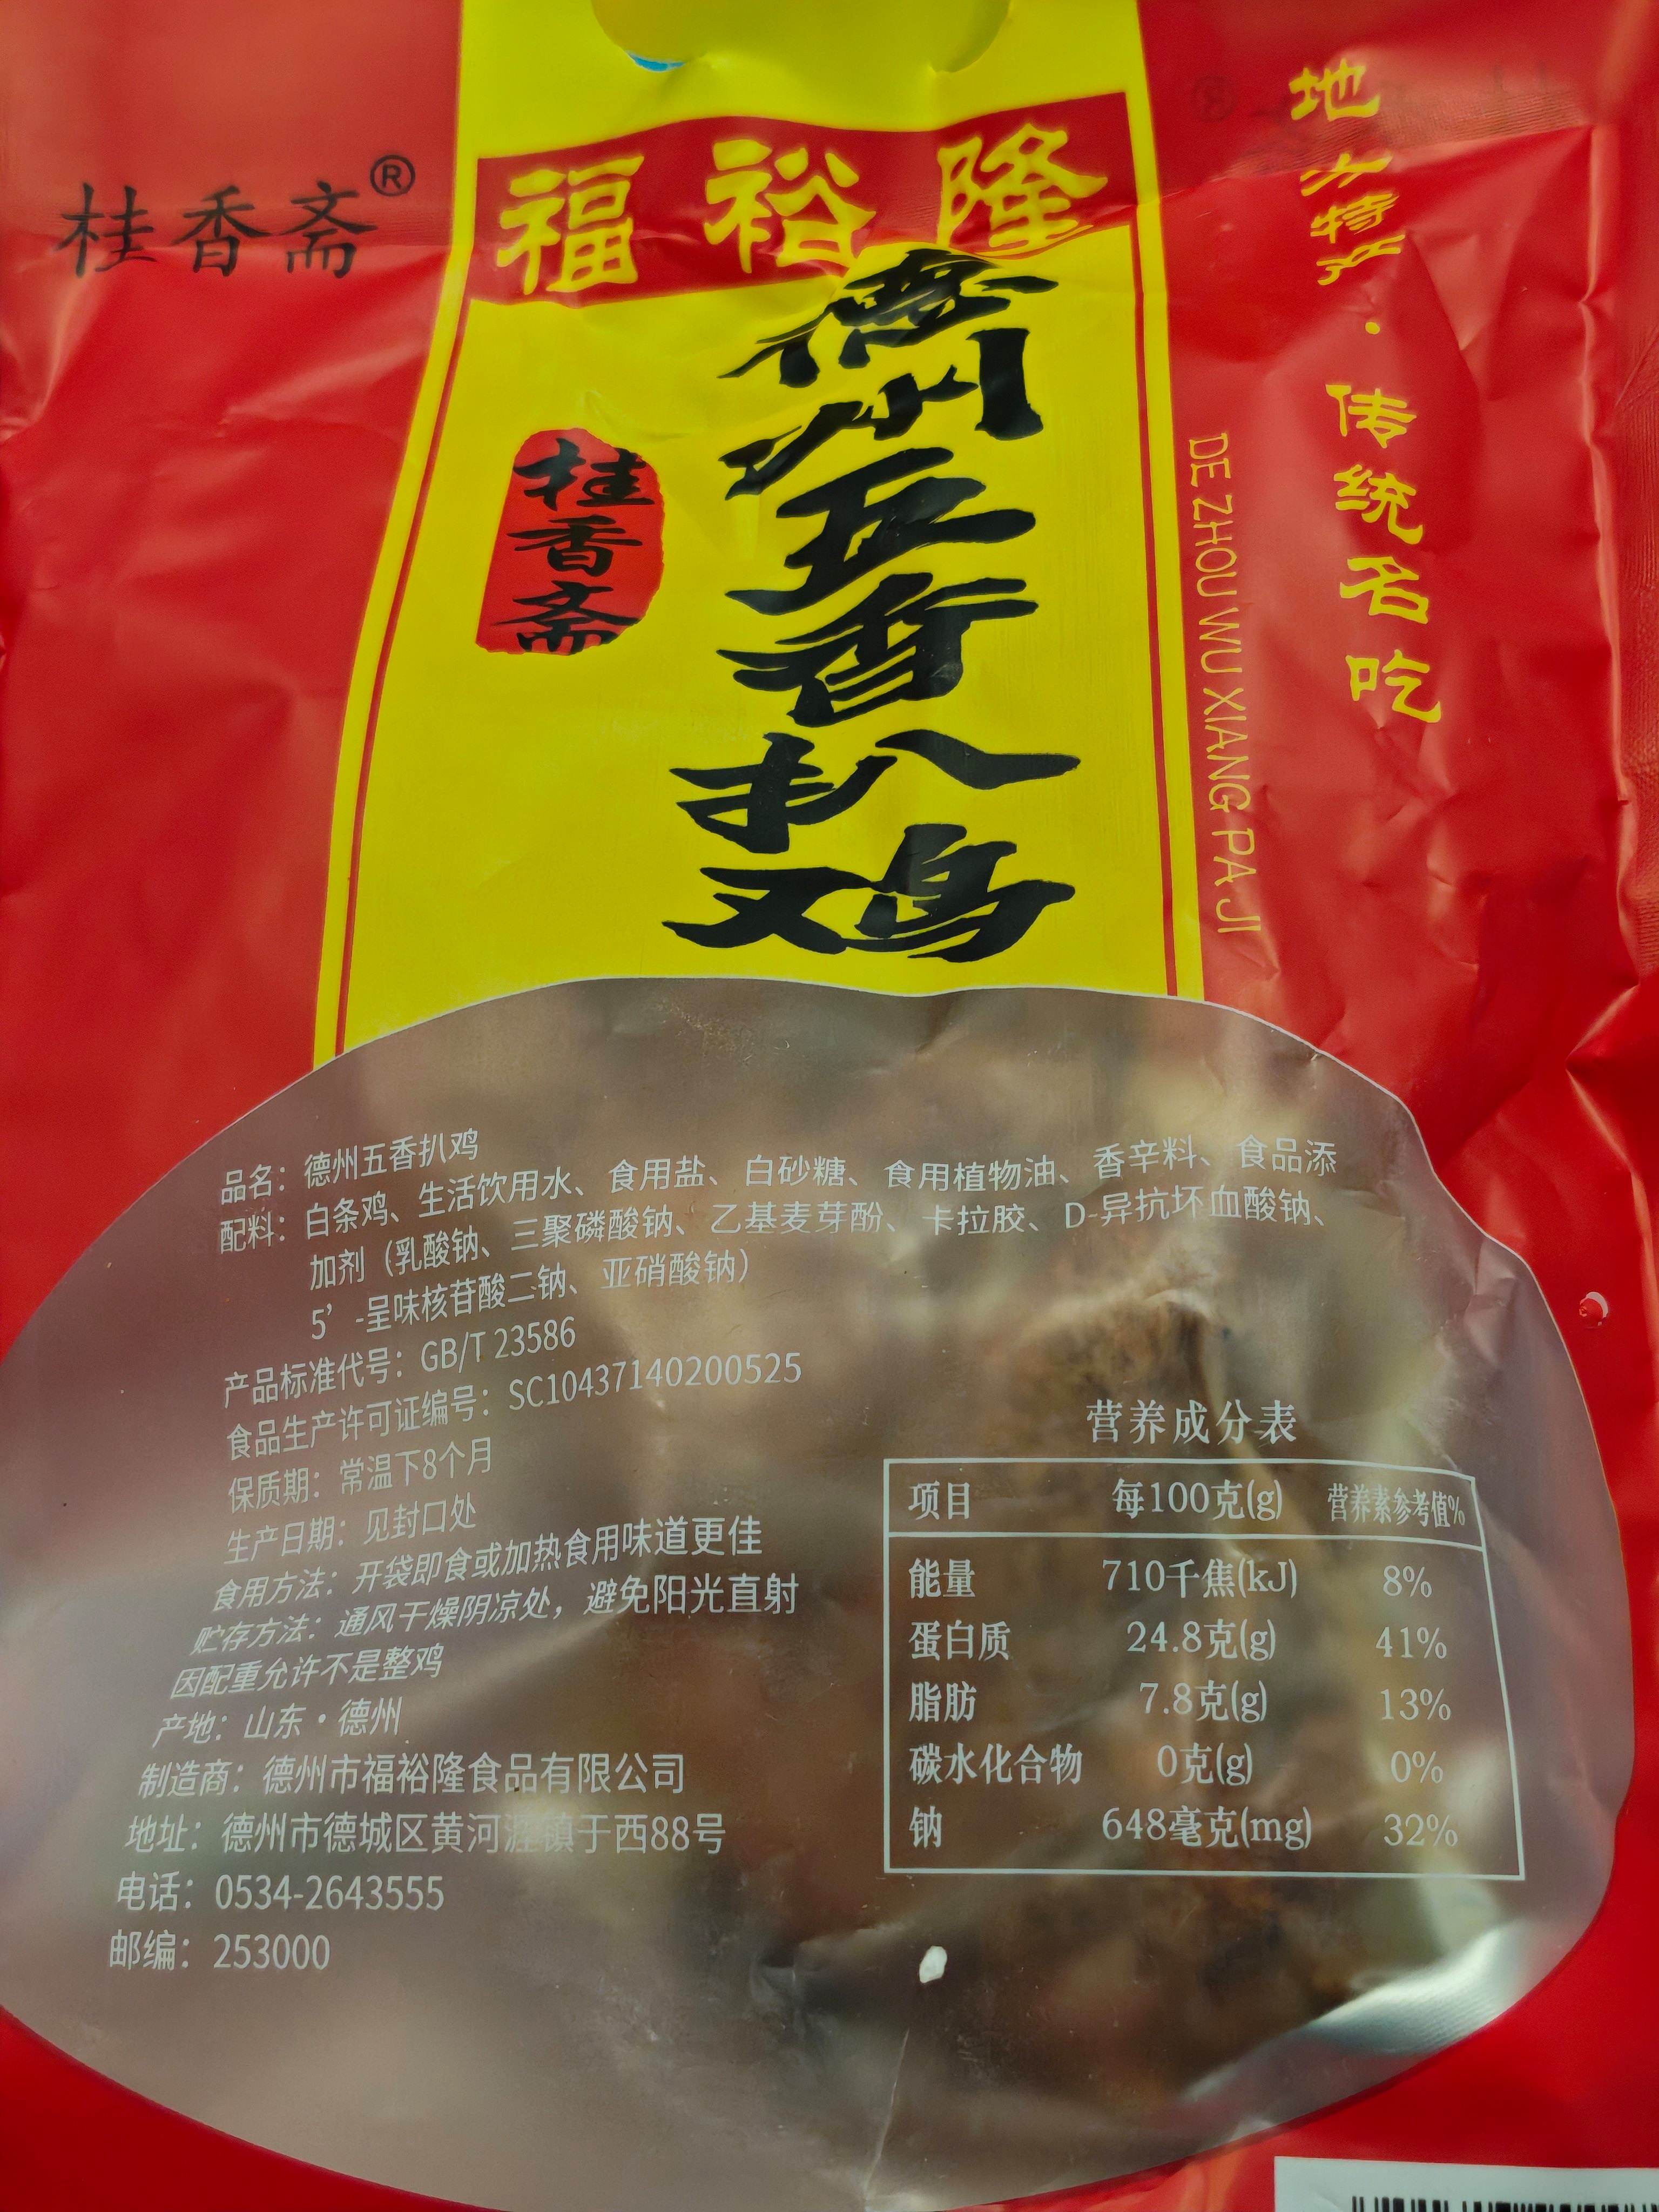 桂香斋®
福裕隆
德州五香扒鸡
桂香斋
地方特产·传统名吃
DE ZHOU WU XIANG PA JI
品名：德州五香扒鸡
配料：白条鸡、生活饮用水、食用盐、白砂糖、食用植物油、香辛料、食品添
加剂（乳酸钠、三聚磷酸钠、乙基麦芽酚、卡拉胶、D-异抗坏血酸钠、
5’-呈味核苷酸二钠、亚硝酸钠）
产品标准代号：GB/T 23586
食品生产许可证编号：SC10437140200525
保质期：常温下8个月
生产日期：见封口处
食用方法：开袋即食或加热食用味道更佳
贮存方法：通风干燥阴凉处，避免阳光直射
因配重允许不是整鸡
产地：山东·德州
制造商：德州市福裕隆食品有限公司
地址：德州市德城区黄河涯镇于西88号
电话：0534-2643555
邮编：253000
营养成分表
项目 每100克(g) 营养素参考值%
能量 710千焦(kJ) 8%
蛋白质 24.8克(g) 41%
脂肪 7.8克(g) 13%
碳水化合物 0克(g) 0%
钠 648毫克(mg) 32%